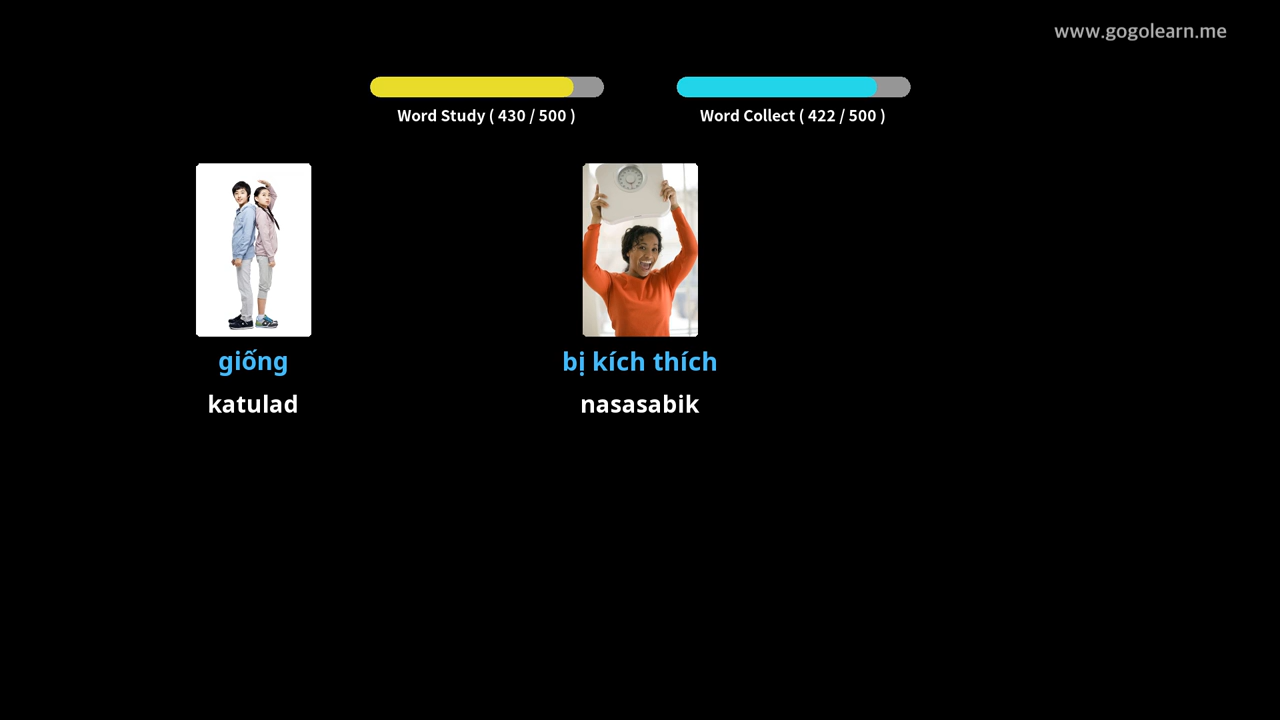 www.gogolearn.me
Word Study ( 430 / 500 )
Word Collect ( 422 / 500 )
giống
katulad
bị kích thích
nasasabik